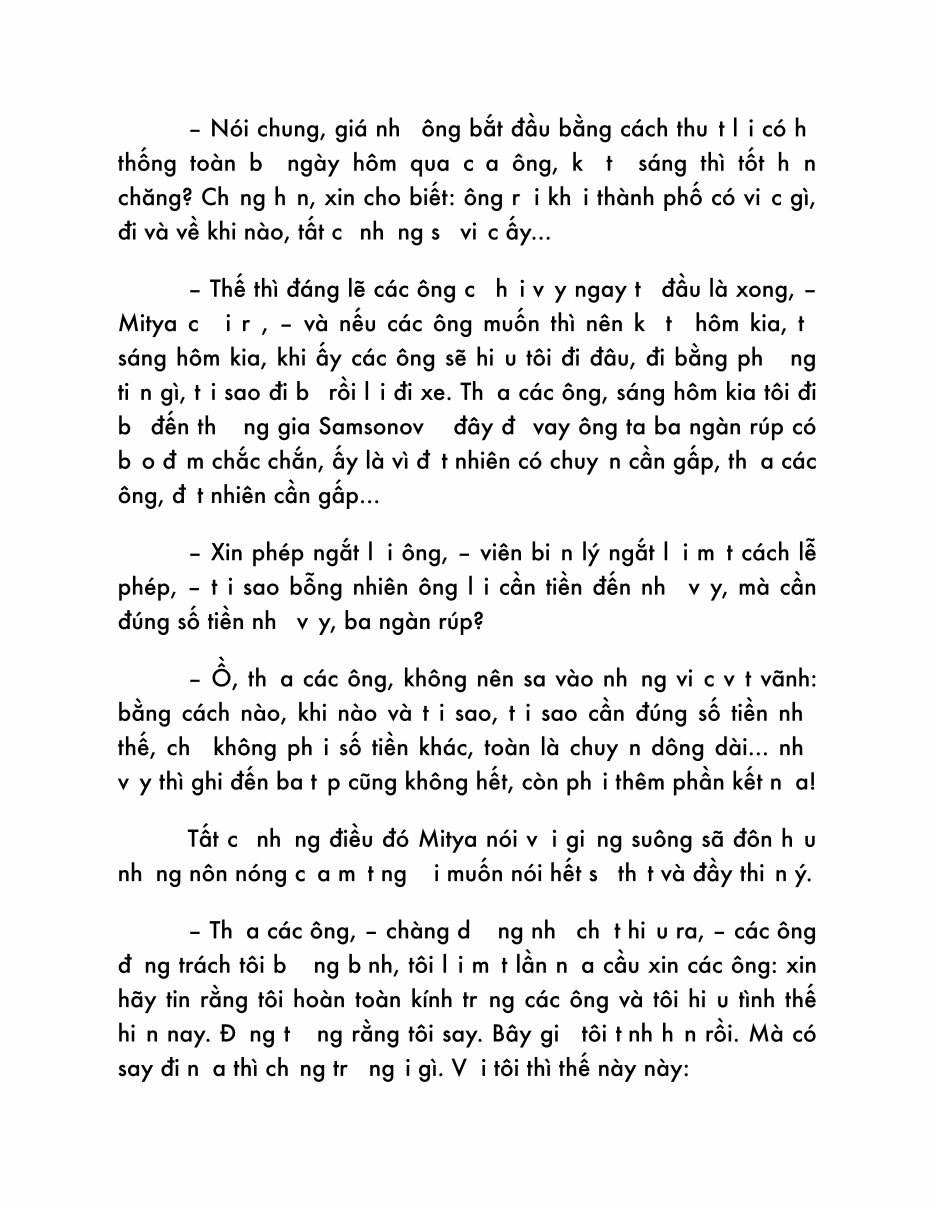 – Nói chung, giá nh ông bắt đầu bằng cách thu t l i có h
thống toàn b ngày hôm qua c a ông, k t sáng thì tốt h n
chăng? Ch ng h n, xin cho biết: ông r i kh i thành phố có vi c gì,
đi và về khi nào, tất c nh ng s vi c ấy...
– Thế thì đáng lẽ các ông c h i v y ngay t đầu là xong, –
Mitya c i r , – và nếu các ông muốn thì nên k t hôm kia, t
sáng hôm kia, khi ấy các ông sẽ hi u tôi đi đâu, đi bằng ph ng
ti n gì, t i sao đi b rồi l i đi xe. Th a các ông, sáng hôm kia tôi đi
b đến th ng gia Samsonov đây đ vay ông ta ba ngàn rúp có
b o đ m chắc chắn, ấy là vì đ t nhiên có chuy n cần gấp, th a các
ông, đ t nhiên cần gấp...
– Xin phép ngắt l i ông, – viên bi n lý ngắt l i m t cách lễ
phép, – t i sao bỗng nhiên ông l i cần tiền đến nh v y, mà cần
đúng số tiền nh v y, ba ngàn rúp?
– Ồ, th a các ông, không nên sa vào nh ng vi c v t vãnh:
bằng cách nào, khi nào và t i sao, t i sao cần đúng số tiền nh
thế, ch không ph i số tiền khác, toàn là chuy n dông dài... nh
v y thì ghi đến ba t p cũng không hết, còn ph i thêm phần kết n a!
Tất c nh ng điều đó Mitya nói v i gi ng suông sã đôn h u
nh ng nôn nóng c a m t ng i muốn nói hết s th t và đầy thi n ý.
– Th a các ông, – chàng d ng nh ch t hi u ra, – các ông
đ ng trách tôi b ng b nh, tôi l i m t lần n a cầu xin các ông: xin
hãy tin rằng tôi hoàn toàn kính tr ng các ông và tôi hi u tình thế
hi n nay. Đ ng t ng rằng tôi say. Bây gi tôi t nh h n rồi. Mà có
say đi n a thì ch ng tr ng i gì. V i tôi thì thế này này: